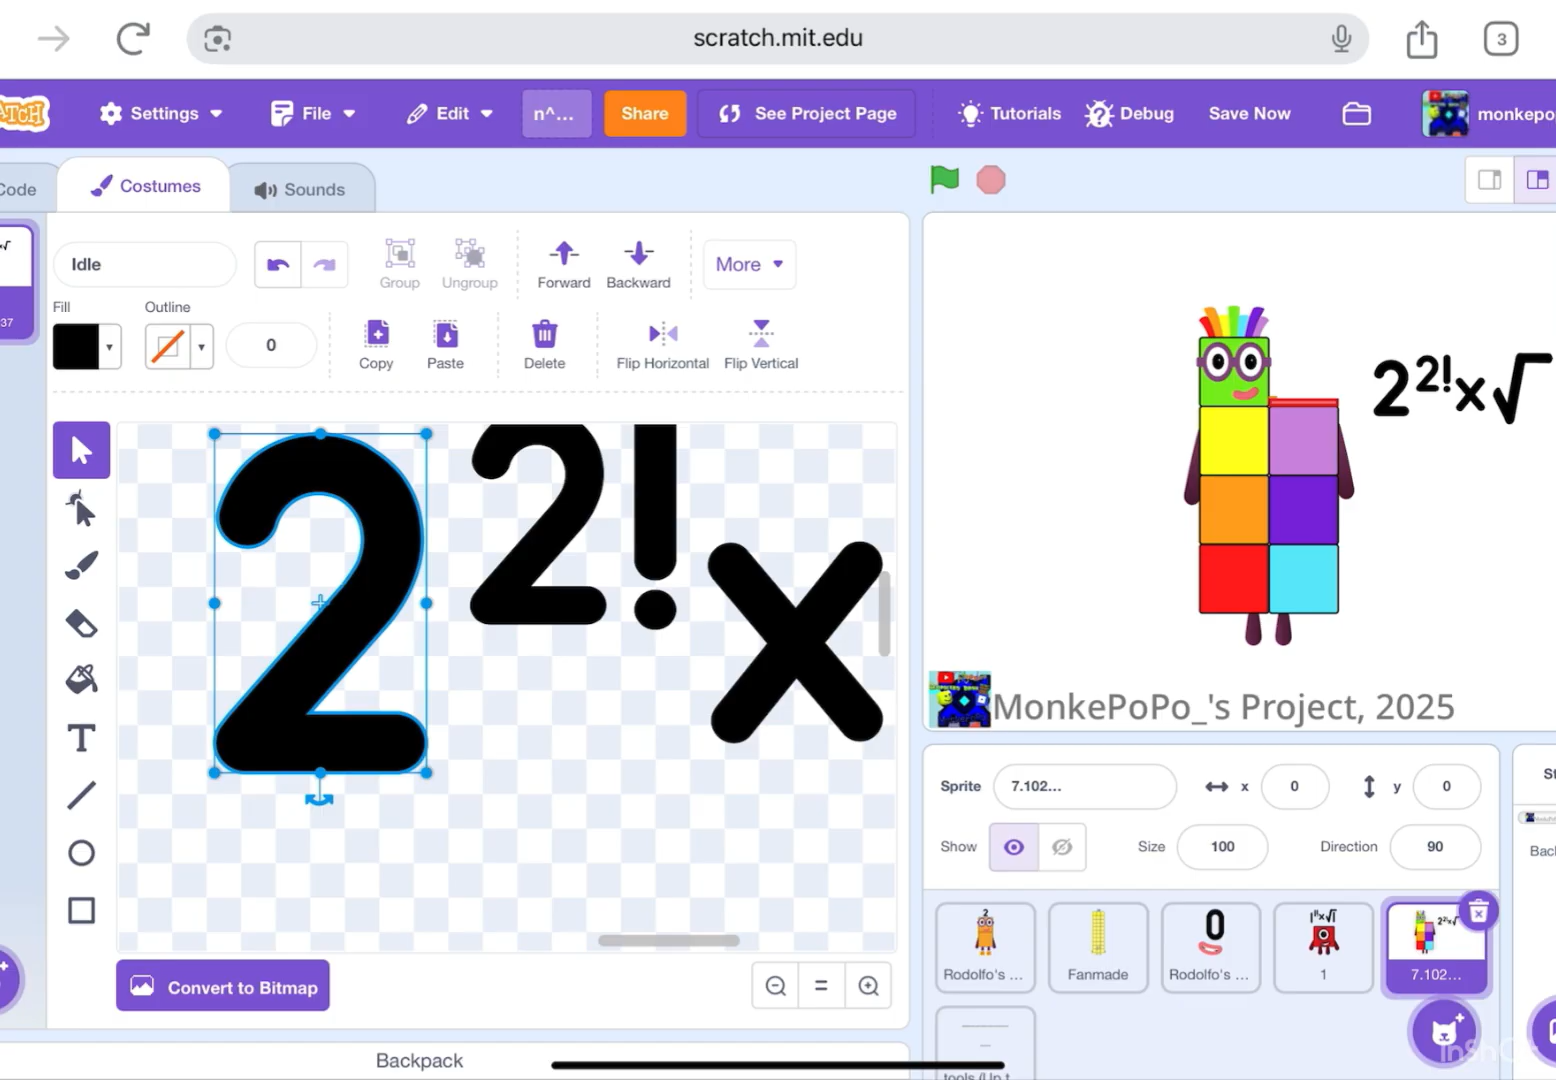 scratch.mit.edu
3
Settings
File
Edit
n^...
Share
See Project Page
Tutorials
Debug
Save Now
monkepo
Code
Costumes
Sounds
Idle
Group
Ungroup
Forward
Backward
More
Fill
Outline
0
Copy
Paste
Delete
Flip Horizontal
Flip Vertical
37
2 2!x
2²!x√
MonkePoPo_'s Project, 2025
Sprite
7.102...
x
0
y
0
Show
Size
100
Direction
90
Rodolfo's ...
Fanmade
Rodolfo's ...
1
7.102...
Convert to Bitmap
Backpack